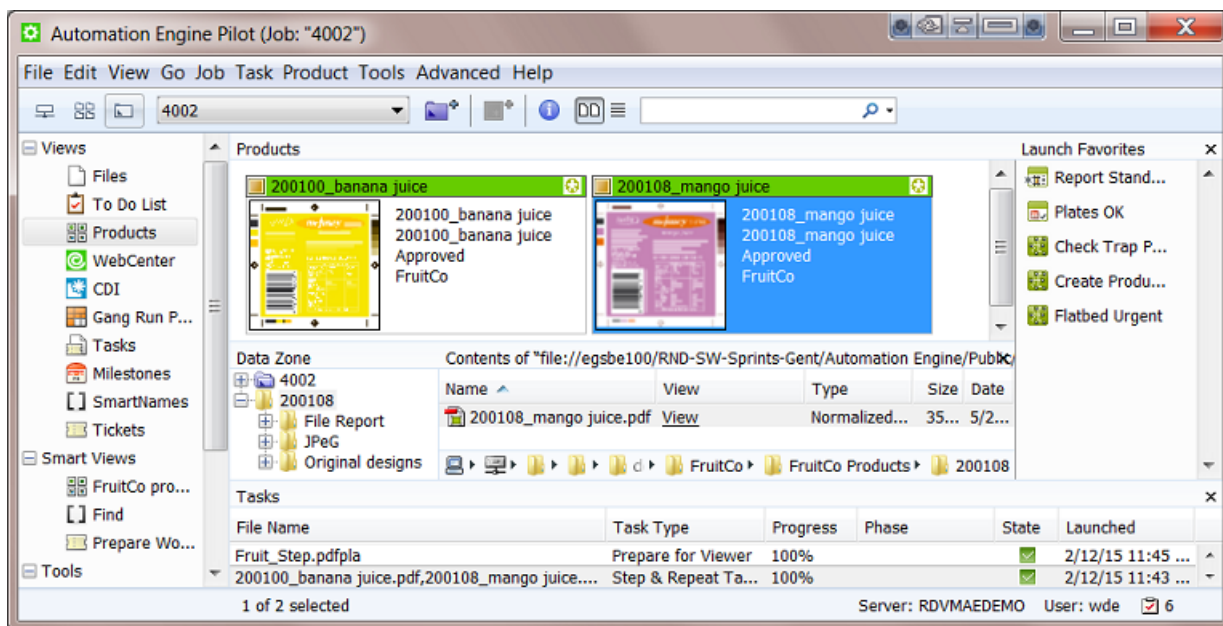 Automation Engine Pilot (Job: "4002")
File Edit View Go Job Task Product Tools Advanced Help
4002
Views
Files
To Do List
Products
WebCenter
CDI
Gang Run P...
Tasks
Milestones
SmartNames
Tickets
Smart Views
FruitCo pro...
Find
Prepare Wo...
Tools
Products
200100_banana juice
200100_banana juice
200100_banana juice
Approved
FruitCo
200108_mango juice
200108_mango juice
200108_mango juice
Approved
FruitCo
Data Zone
4002
200108
File Report
JPeG
Original designs
Contents of "file://egsbe100/RND-SW-Sprints-Gent/Automation Engine/Public/
Name View Type Size Date
200108_mango juice.pdf View Normalized... 35... 5/2...
d FruitCo FruitCo Products 200108
Launch Favorites
Report Stand...
Plates OK
Check Trap P...
Create Produ...
Flatbed Urgent
Tasks
File Name Task Type Progress Phase State Launched
Fruit_Step.pdfpla Prepare for Viewer 100% 2/12/15 11:45 ...
200100_banana juice.pdf,200108_mango juice.... Step & Repeat Ta... 100% 2/12/15 11:43 ...
1 of 2 selected Server: RDVMAEDEMO User: wde 6